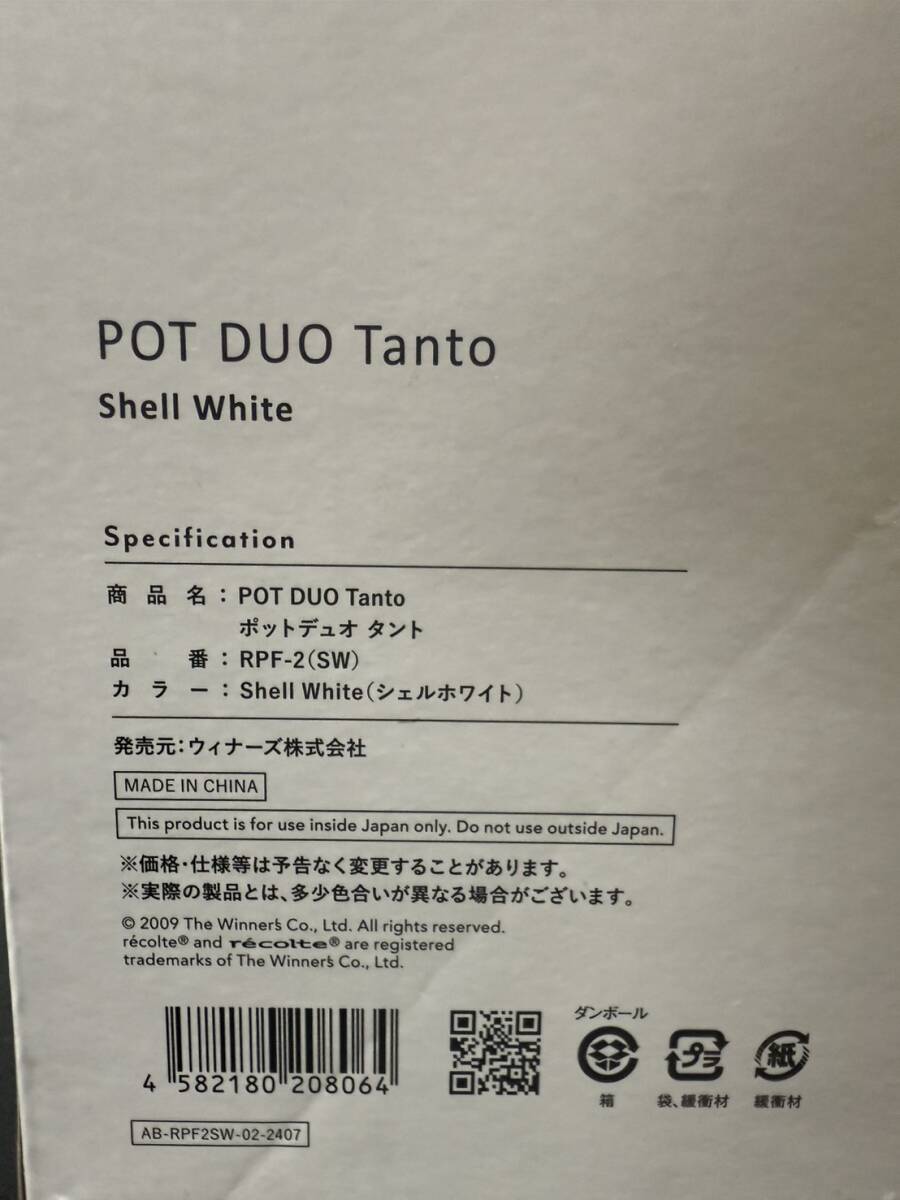 POT DUO Tanto
Shell White
Specification
商品名：POT DUO Tanto
ポットデュオ タント
品番：RPF-2(SW)
カラー：Shell White（シェルホワイト）
発売元：ウィナーズ株式会社
MADE IN CHINA
This product is for use inside Japan only. Do not use outside Japan.
※価格・仕様等は予告なく変更することがあります。
※実際の製品とは、多少色合いが異なる場合がございます。
© 2009 The Winner's Co., Ltd. All rights reserved.
récolte® and récolte® are registered
trademarks of The Winner's Co., Ltd.
ダンボール
プラ
紙
4 582180 208064
箱
袋、緩衝材
緩衝材
AB-RPF2SW-02-2407